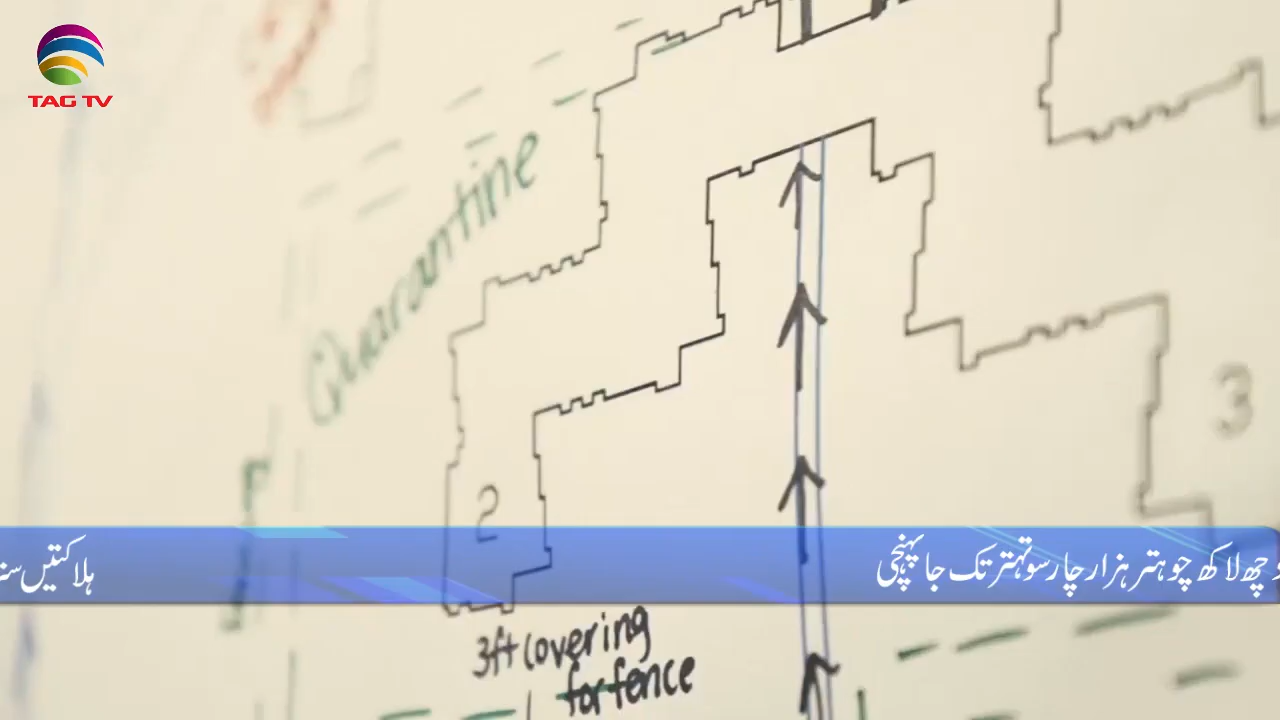 TAG TV
Quarantine
2
3
چھ لاکھ چوہتر ہزار چار سو تہتر تک جا پہنچی
ہلاکتیں
3ft covering
for fence